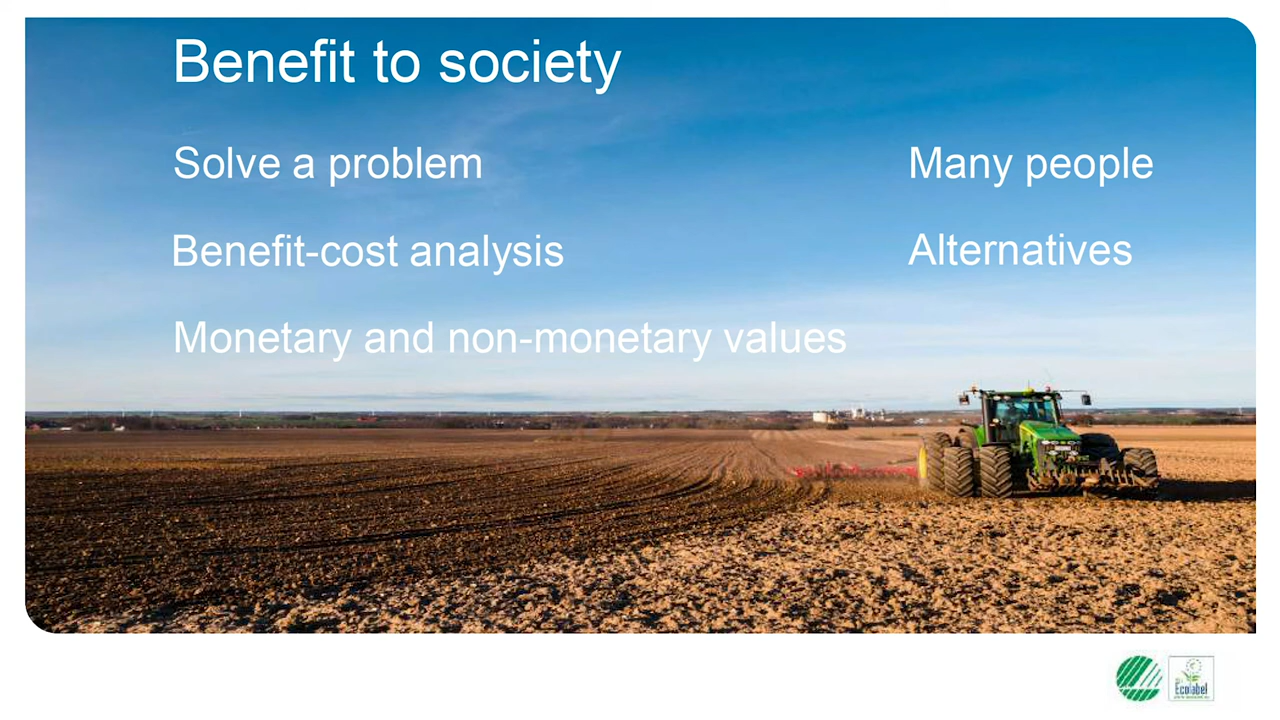 Benefit to society
Solve a problem
Many people
Benefit-cost analysis
Alternatives
Monetary and non-monetary values
Ecolabel